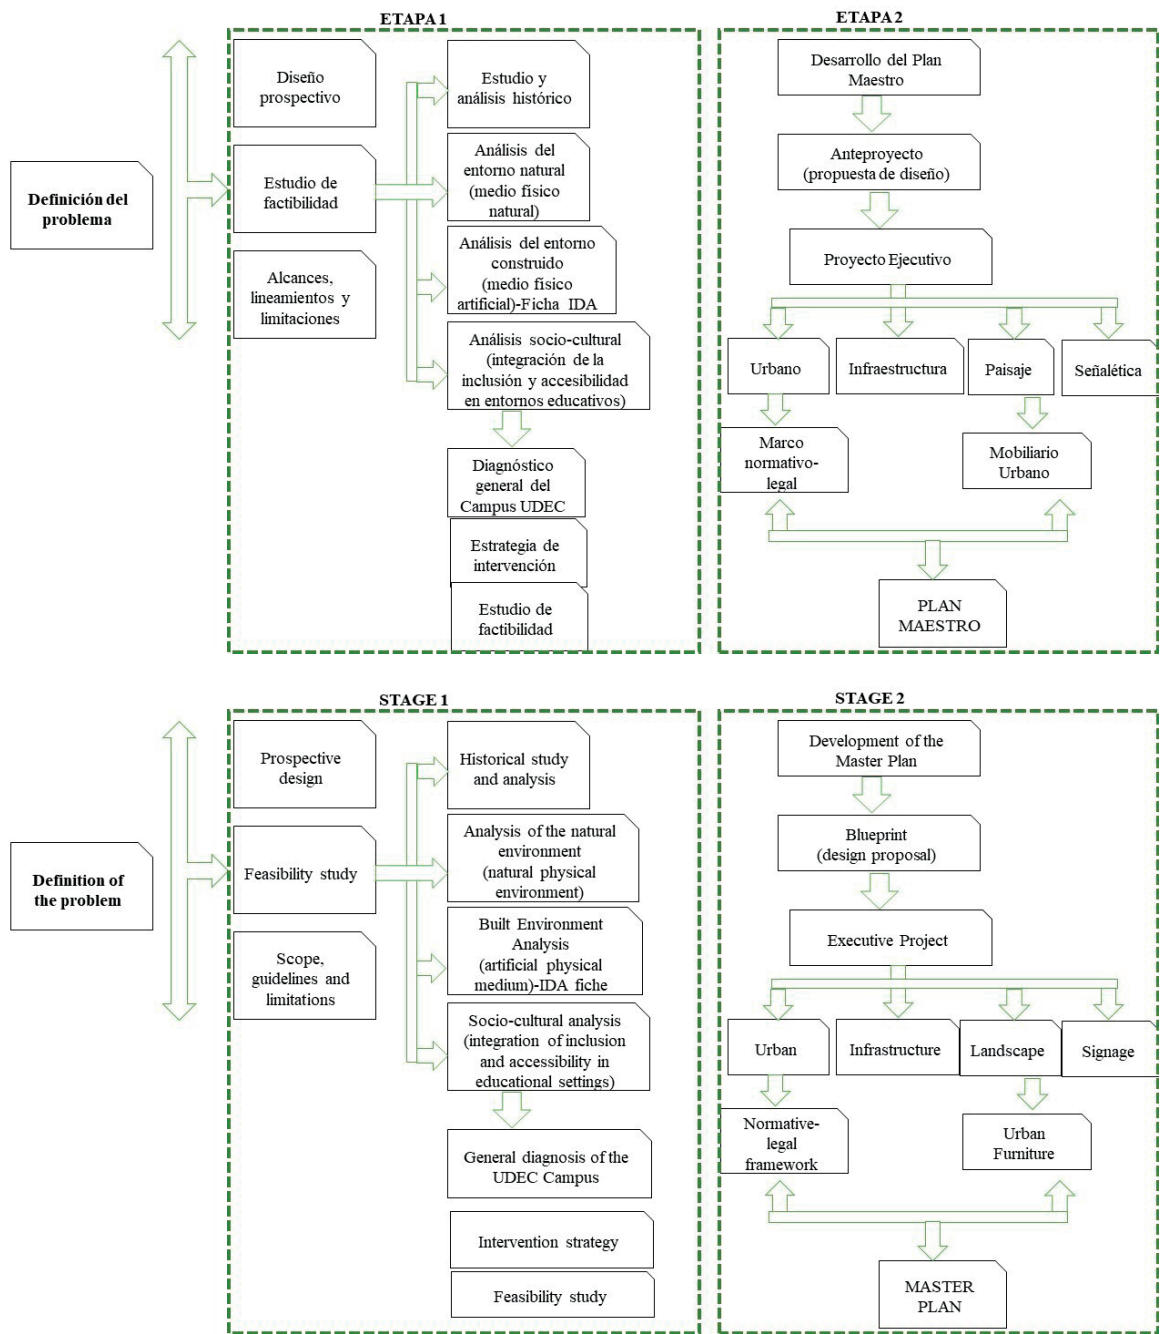 ETAPA 1
ETAPA 2
Definición del
problema
Diseño
prospectivo
Estudio de
factibilidad
Alcances,
lineamientos y
limitaciones
Estudio y
análisis histórico
Análisis del
entorno natural
(medio físico
natural)
Análisis del entorno
construido
(medio físico
artificial)-Ficha IDA
Análisis socio-cultural
(integración de la
inclusión y accesibilidad
en entornos educativos)
Diagnóstico
general del
Campus UDEC
Estrategia de
intervención
Estudio de
factibilidad
Desarrollo del Plan
Maestro
Anteproyecto
(propuesta de diseño)
Proyecto Ejecutivo
Urbano
Infraestructura
Paisaje
Señalética
Marco
normativo-
legal
Mobiliario
Urbano
PLAN
MAESTRO
STAGE 1
STAGE 2
Definition of
the problem
Prospective
design
Feasibility study
Scope,
guidelines and
limitations
Historical study
and analysis
Analysis of the natural
environment
(natural physical
environment)
Built Environment
Analysis
(artificial physical
medium)-IDA fiche
Socio-cultural analysis
(integration of inclusion
and accessibility in
educational settings)
General diagnosis of the
UDEC Campus
Intervention strategy
Feasibility study
Development of the
Master Plan
Blueprint
(design proposal)
Executive Project
Urban
Infrastructure
Landscape
Signage
Normative-
legal
framework
Urban
Furniture
MASTER
PLAN